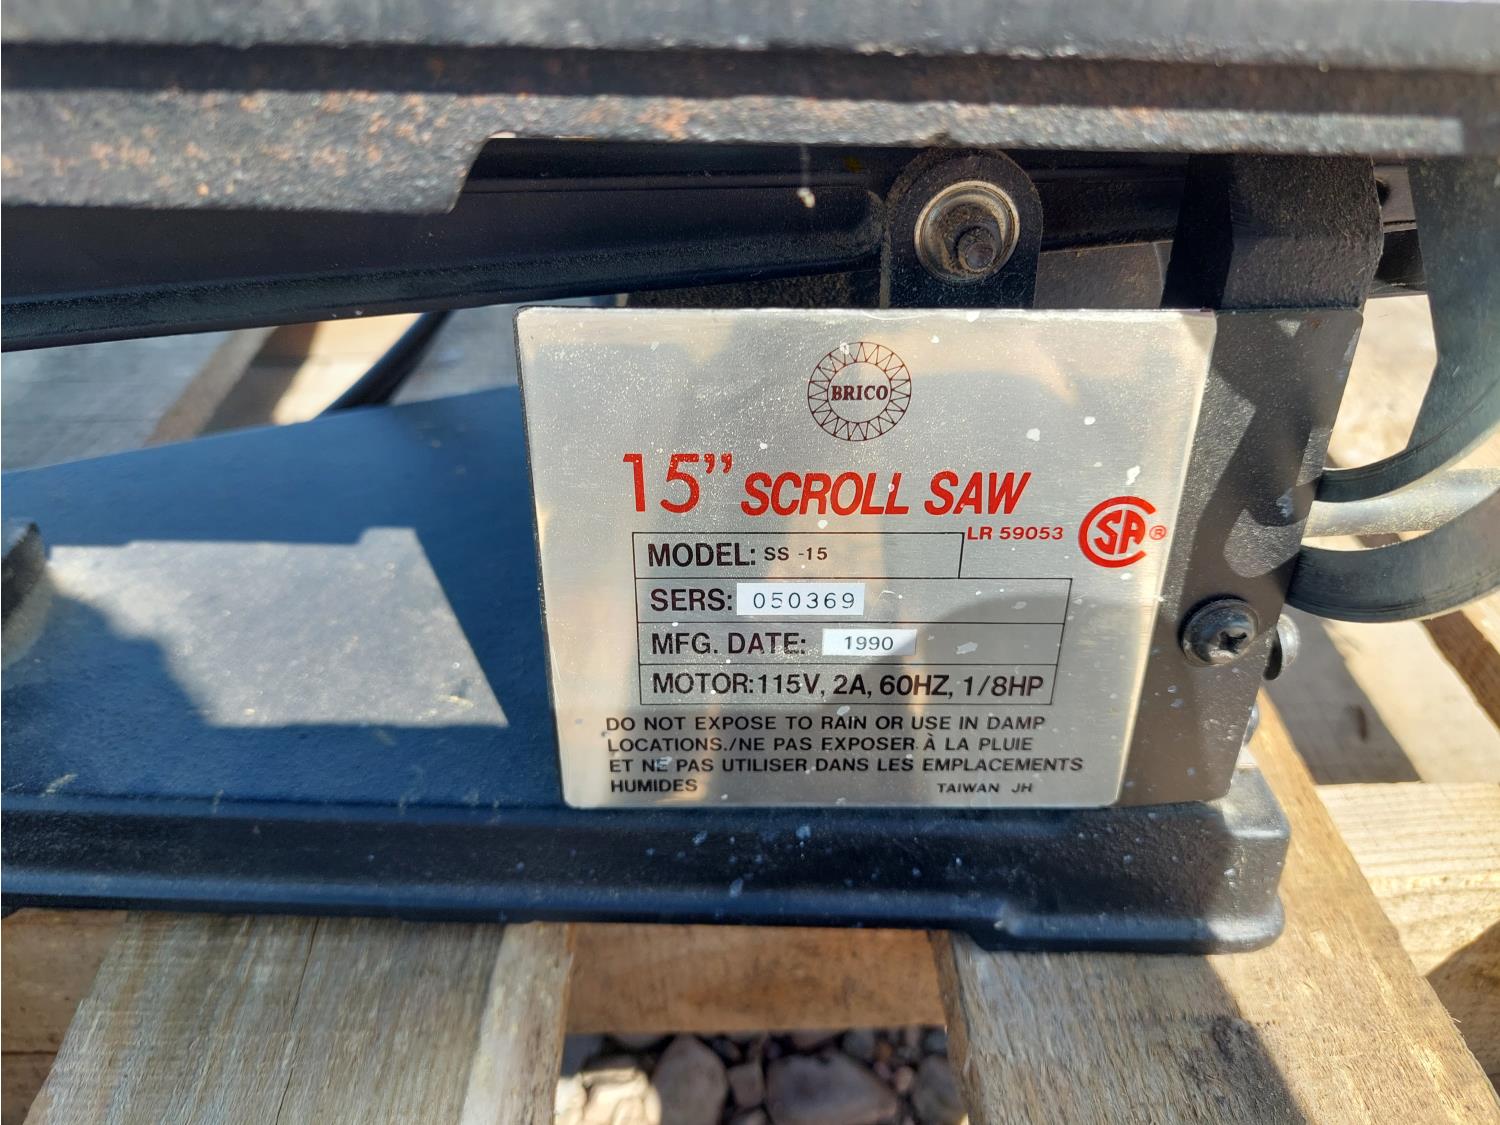 BRICO
15" SCROLL SAW
LR 59053 CSA®
MODEL: SS -15
SERS: 050369
MFG. DATE: 1990
MOTOR: 115V, 2A, 60HZ, 1/8HP
DO NOT EXPOSE TO RAIN OR USE IN DAMP
LOCATIONS./NE PAS EXPOSER À LA PLUIE
ET NE PAS UTILISER DANS LES EMPLACEMENTS
HUMIDES TAIWAN JH